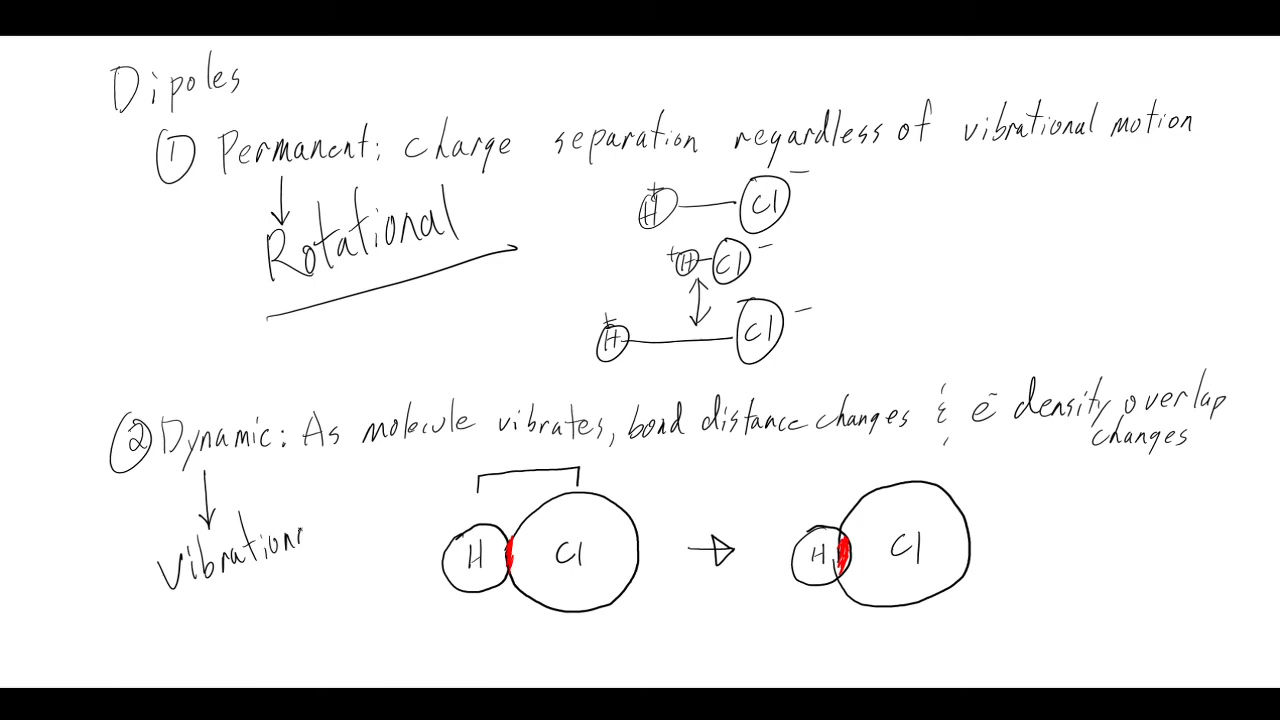 Dipoles
① Permanent: charge separation regardless of vibrational motion
Rotational
+ H — Cl −
+ H — Cl −
+ H — Cl −
② Dynamic: As molecule vibrates, bond distance changes & e⁻ density overlap
changes
H Cl → H Cl
Vibration